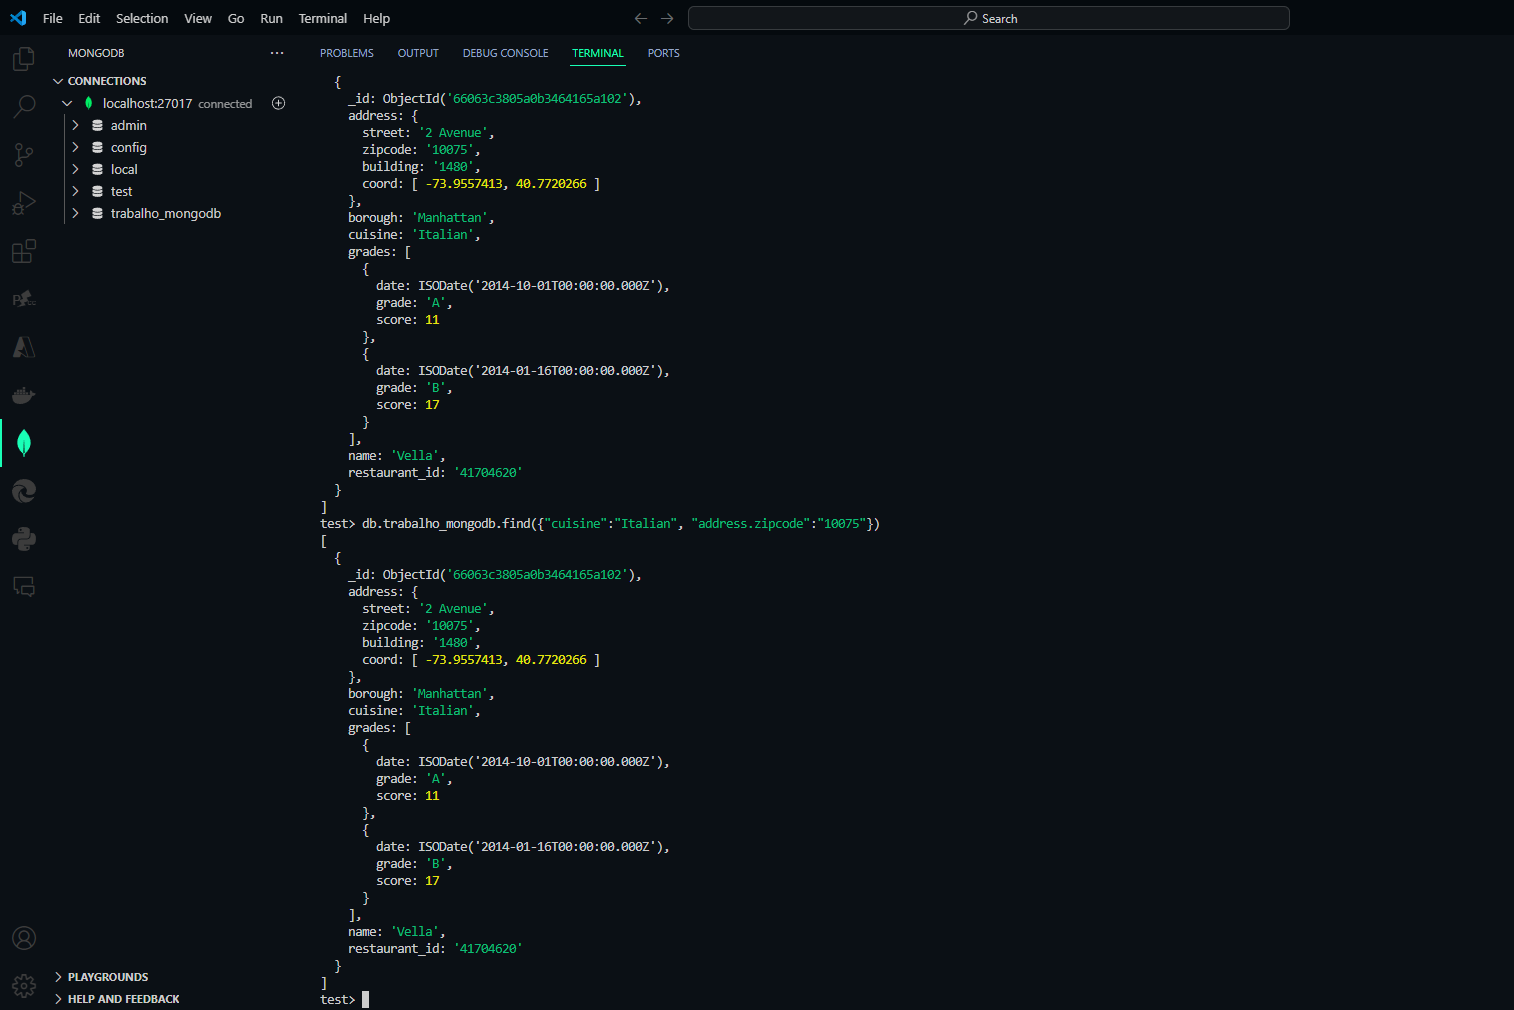 File Edit Selection View Go Run Terminal Help
Search
MONGODB
PROBLEMS OUTPUT DEBUG CONSOLE TERMINAL PORTS
CONNECTIONS
localhost:27017 connected
admin
config
local
test
trabalho_mongodb
{
_id: ObjectId('66063c3805a0b3464165a102'),
address: {
street: '2 Avenue',
zipcode: '10075',
building: '1480',
coord: [ -73.9557413, 40.7720266 ]
},
borough: 'Manhattan',
cuisine: 'Italian',
grades: [
{
date: ISODate('2014-10-01T00:00:00.000Z'),
grade: 'A',
score: 11
},
{
date: ISODate('2014-01-16T00:00:00.000Z'),
grade: 'B',
score: 17
}
],
name: 'Vella',
restaurant_id: '41704620'
}
]
test> db.trabalho_mongodb.find({"cuisine":"Italian", "address.zipcode":"10075"})
[
{
_id: ObjectId('66063c3805a0b3464165a102'),
address: {
street: '2 Avenue',
zipcode: '10075',
building: '1480',
coord: [ -73.9557413, 40.7720266 ]
},
borough: 'Manhattan',
cuisine: 'Italian',
grades: [
{
date: ISODate('2014-10-01T00:00:00.000Z'),
grade: 'A',
score: 11
},
{
date: ISODate('2014-01-16T00:00:00.000Z'),
grade: 'B',
score: 17
}
],
name: 'Vella',
restaurant_id: '41704620'
}
]
test>
PLAYGROUNDS
HELP AND FEEDBACK